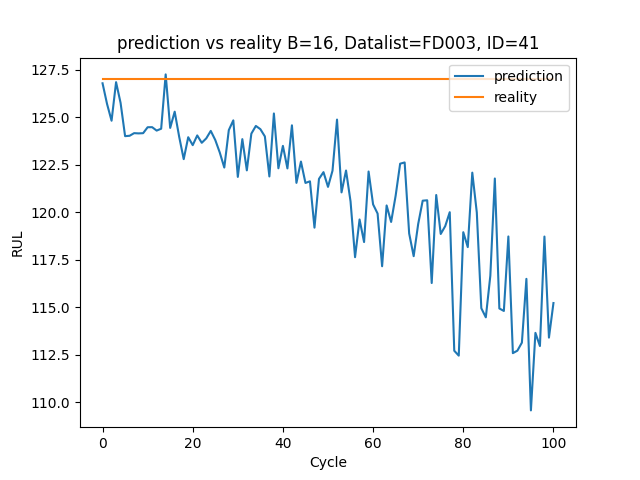 prediction vs reality B=16, Datalist=FD003, ID=41
127.5
125.0
122.5
120.0
117.5
115.0
112.5
110.0
RUL
prediction
reality
0
20
40
60
80
100
Cycle